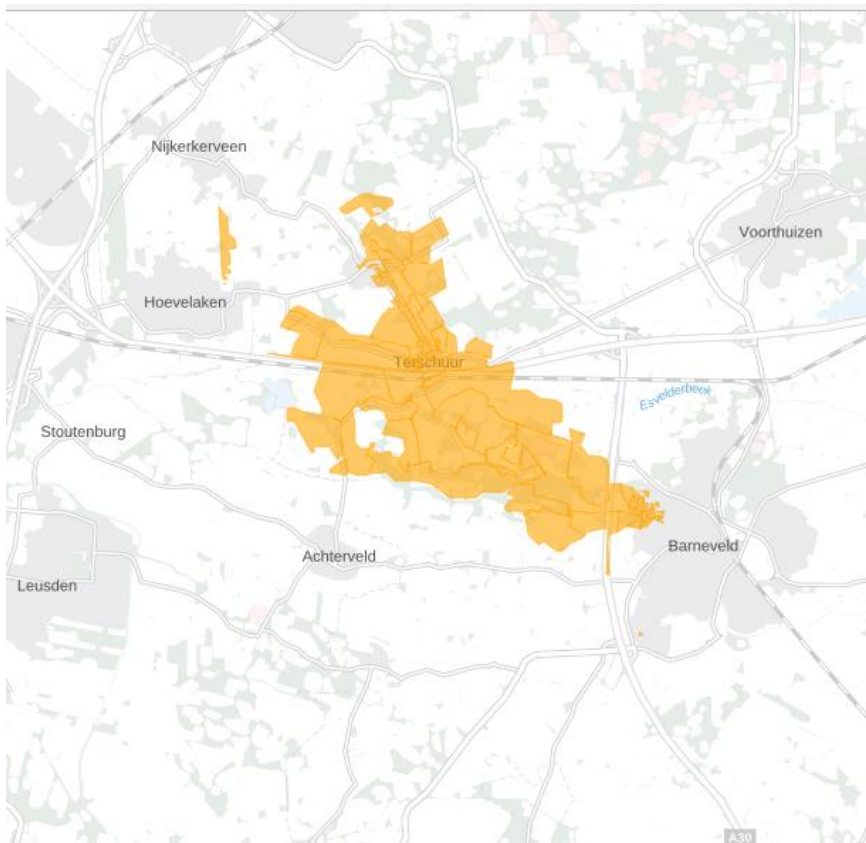 Nijkerkerveen
Voorthuizen
Hoevelaken
Terschuur
Esvelderbeek
Stoutenburg
Barneveld
Achterveld
Leusden
A30